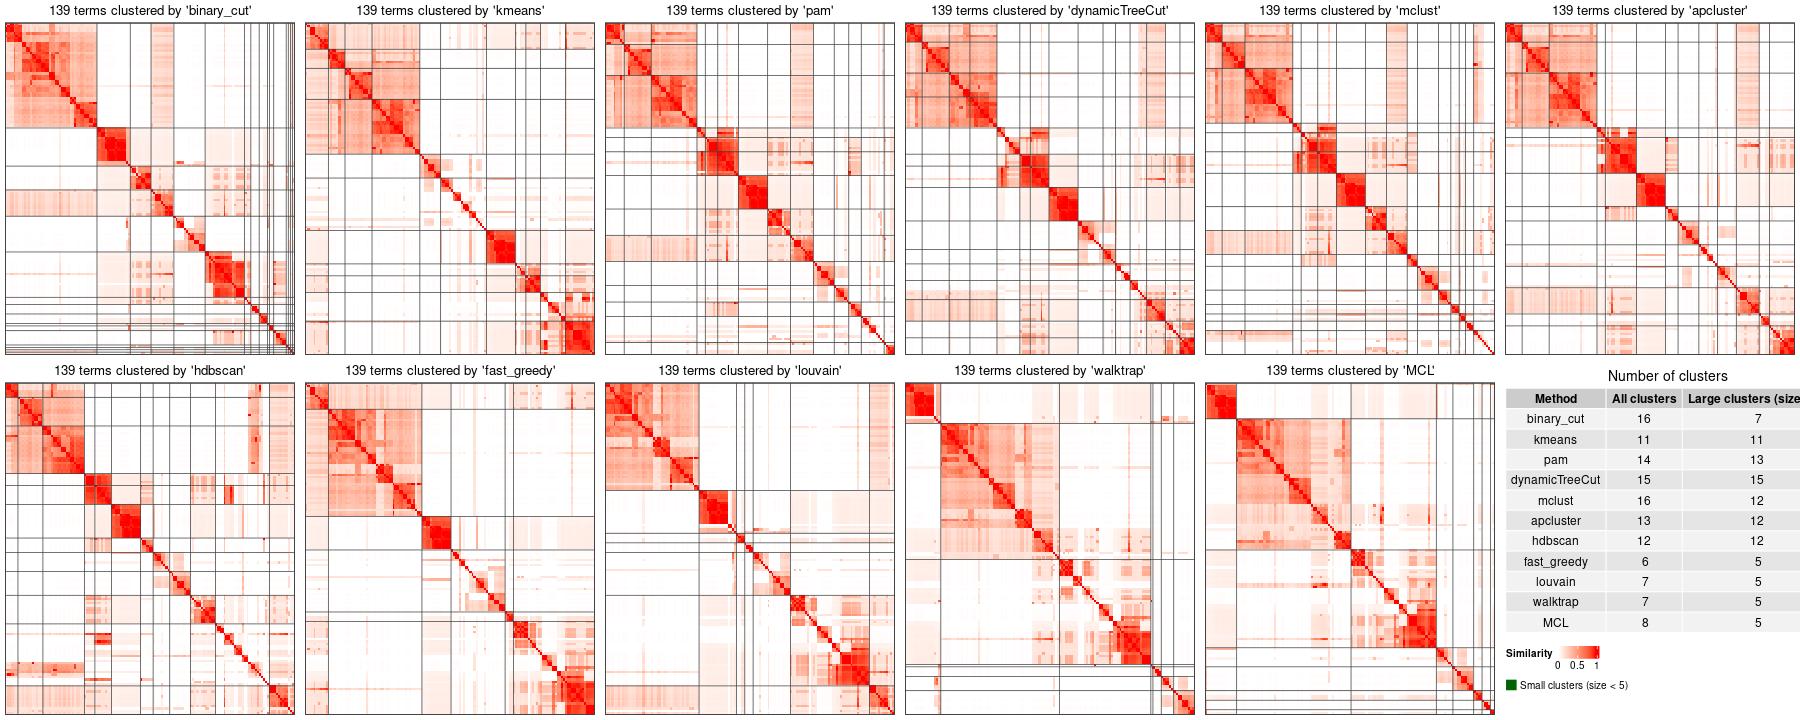 139 terms clustered by 'binary_cut'
139 terms clustered by 'kmeans'
139 terms clustered by 'pam'
139 terms clustered by 'dynamicTreeCut'
139 terms clustered by 'mclust'
139 terms clustered by 'apcluster'
139 terms clustered by 'hdbscan'
139 terms clustered by 'fast_greedy'
139 terms clustered by 'louvain'
139 terms clustered by 'walktrap'
139 terms clustered by 'MCL'
Number of clusters
Method All clusters Large clusters (size
binary_cut 16 7
kmeans 11 11
pam 14 13
dynamicTreeCut 15 15
mclust 16 12
apcluster 13 12
hdbscan 12 12
fast_greedy 6 5
louvain 7 5
walktrap 7 5
MCL 8 5
Similarity
0 0.5 1
Small clusters (size < 5)